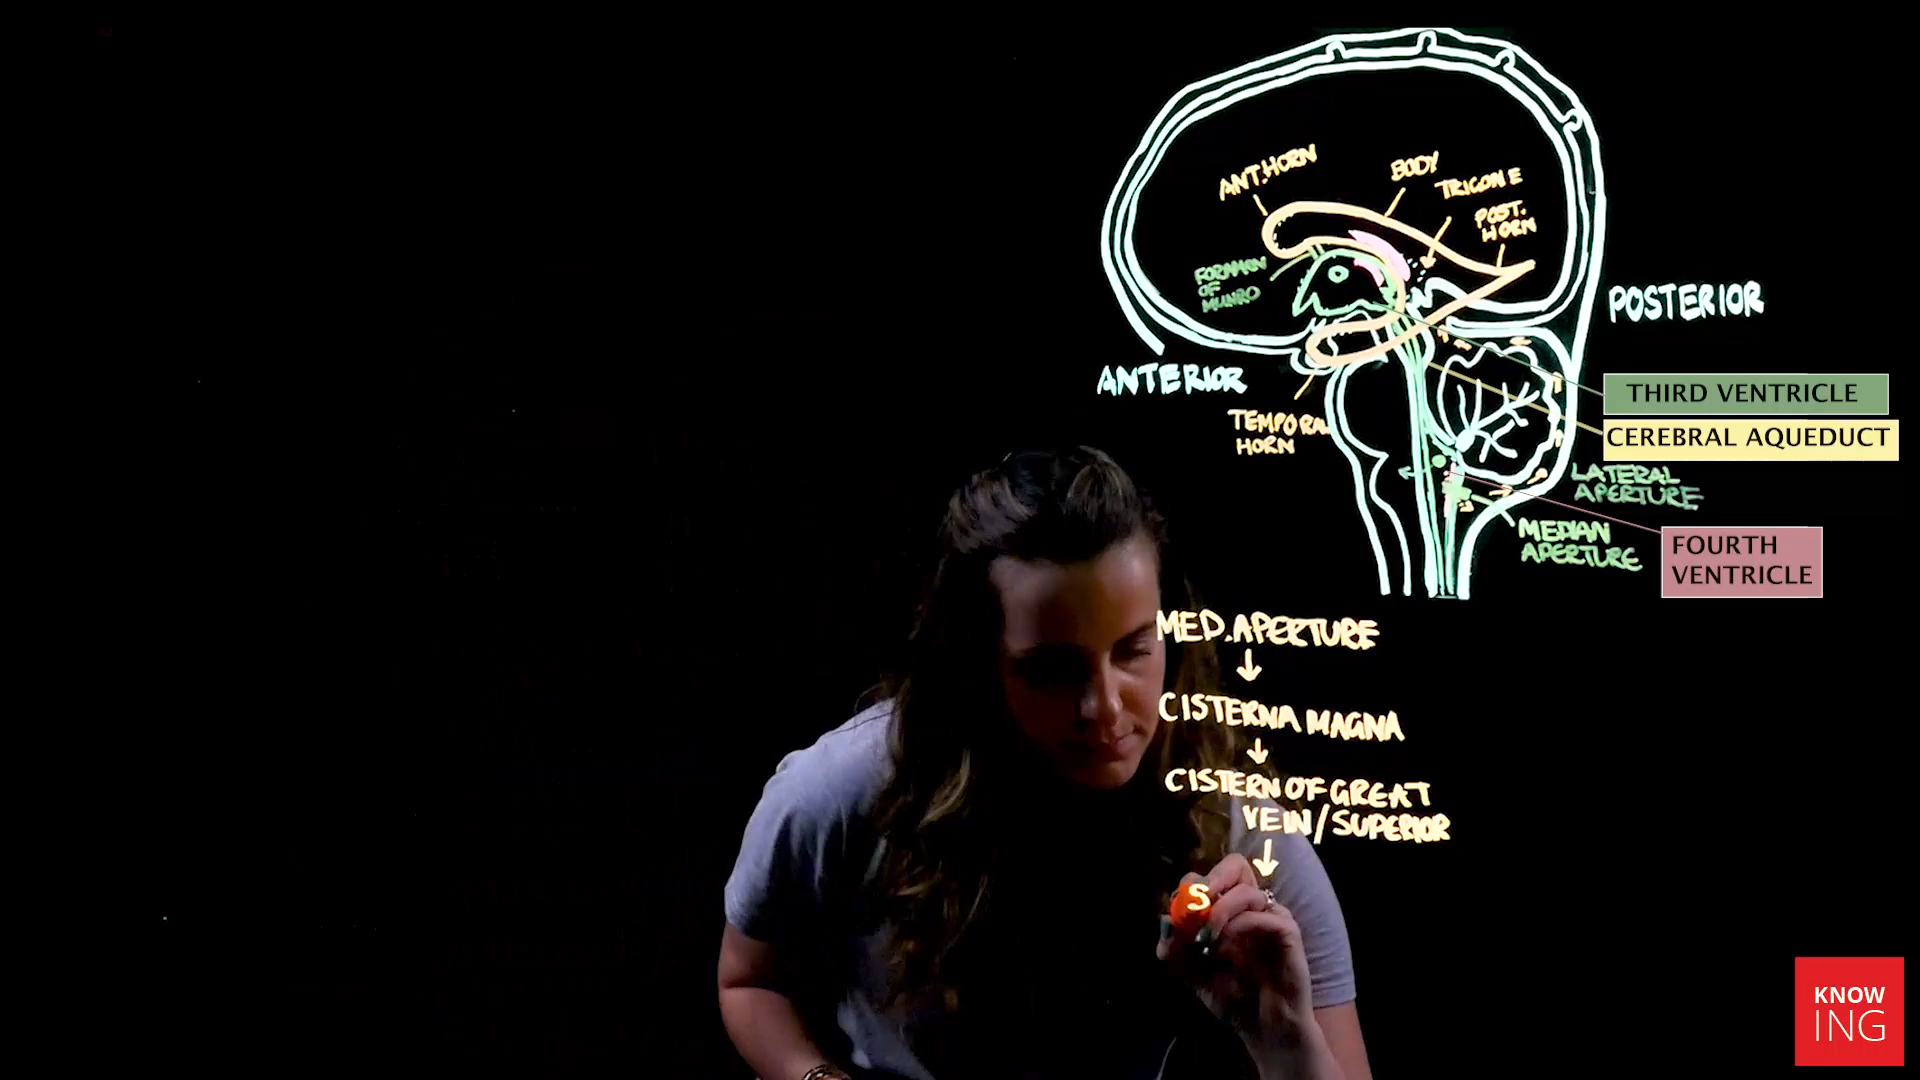 ANT.HORN
BODY
TRIGONE
POST.
HORN
FORAMEN
OF
MUNRO
POSTERIOR
ANTERIOR
THIRD VENTRICLE
CEREBRAL AQUEDUCT
TEMPORAL
HORN
LATERAL
APERTURE
MEDIAN
APERTURE
FOURTH
VENTRICLE
MED. APERTURE
CISTERNA MAGNA
CISTERN OF GREAT
VEIN/SUPERIOR
S
KNOW
ING